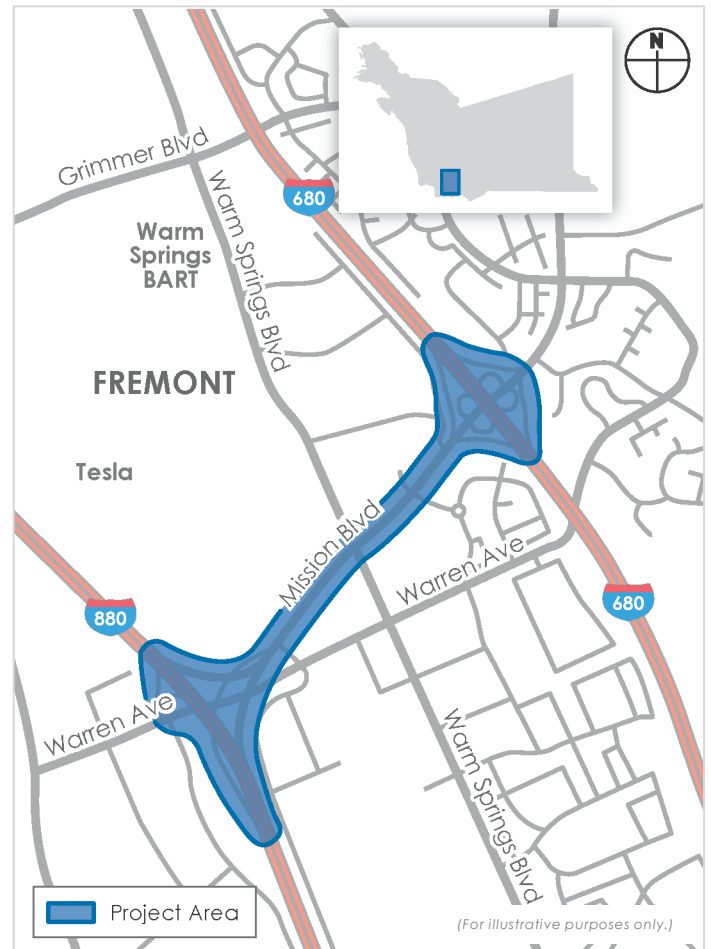 N
Grimmer Blvd
680
Warm Springs Blvd
Warm
Springs
BART
FREMONT
Tesla
Mission Blvd
Warren Ave
880
680
Warren Ave
Warm Springs Blvd
Project Area
(For illustrative purposes only.)